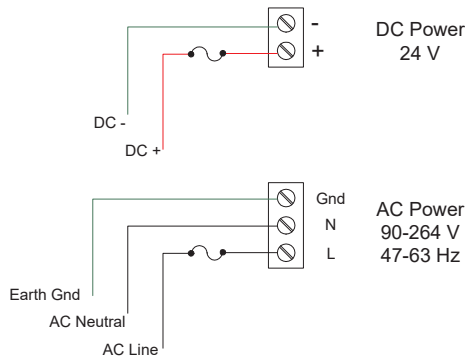 -
+
DC Power
24 V
DC -
DC +
Gnd
N
L
AC Power
90-264 V
47-63 Hz
Earth Gnd
AC Neutral
AC Line